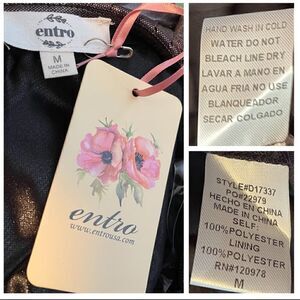 entro
M
MADE IN
CHINA
entro
www.entrousa.com
HAND WASH IN COLD
WATER DO NOT
BLEACH LINE DRY
LAVAR A MANO EN
AGUA FRIA NO USE
BLANQUEADOR
SECAR COLGADO
STYLE#D17337
PO#22979
HECHO EN CHINA
MADE IN CHINA
SELF:
100%POLYESTER
LINING
100%POLYESTER
RN#120978
M